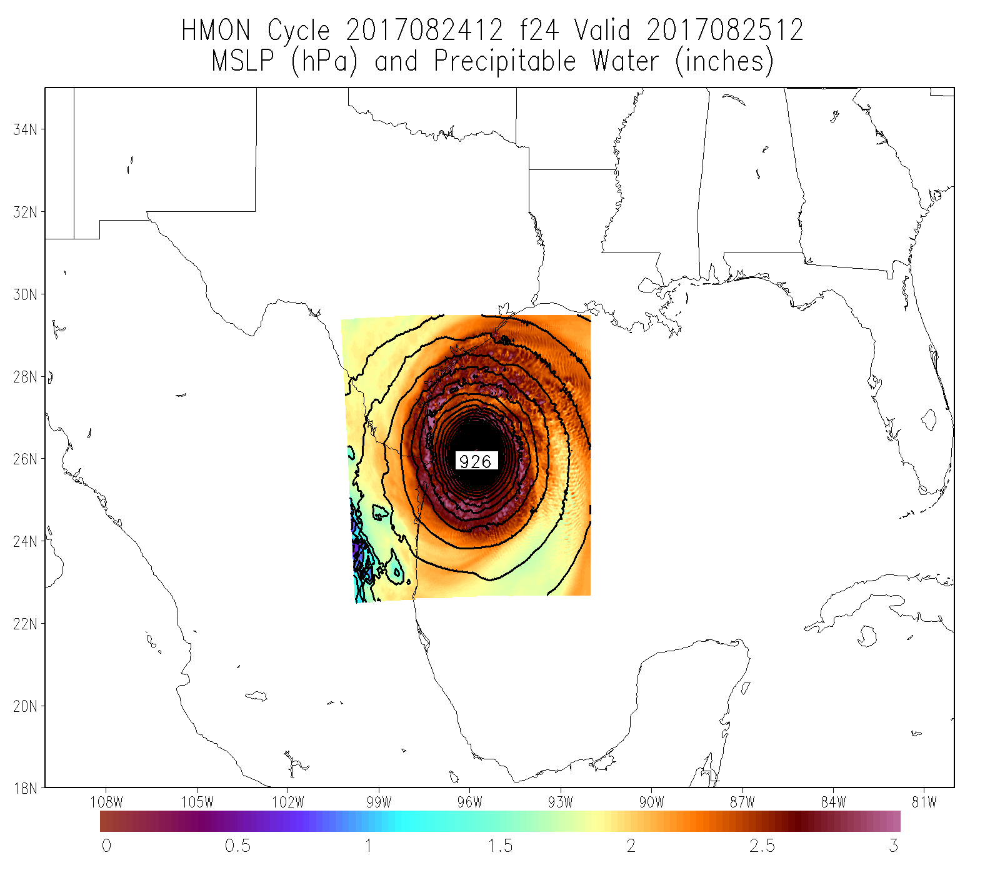 HMON Cycle 2017082412 f24 Valid 2017082512
MSLP (hPa) and Precipitable Water (inches)
34N
32N
30N
28N
926
26N
24N
22N
20N
18N
108W 105W 102W 99W 96W 93W 90W 87W 84W 81W
0 0.5 1 1.5 2 2.5 3